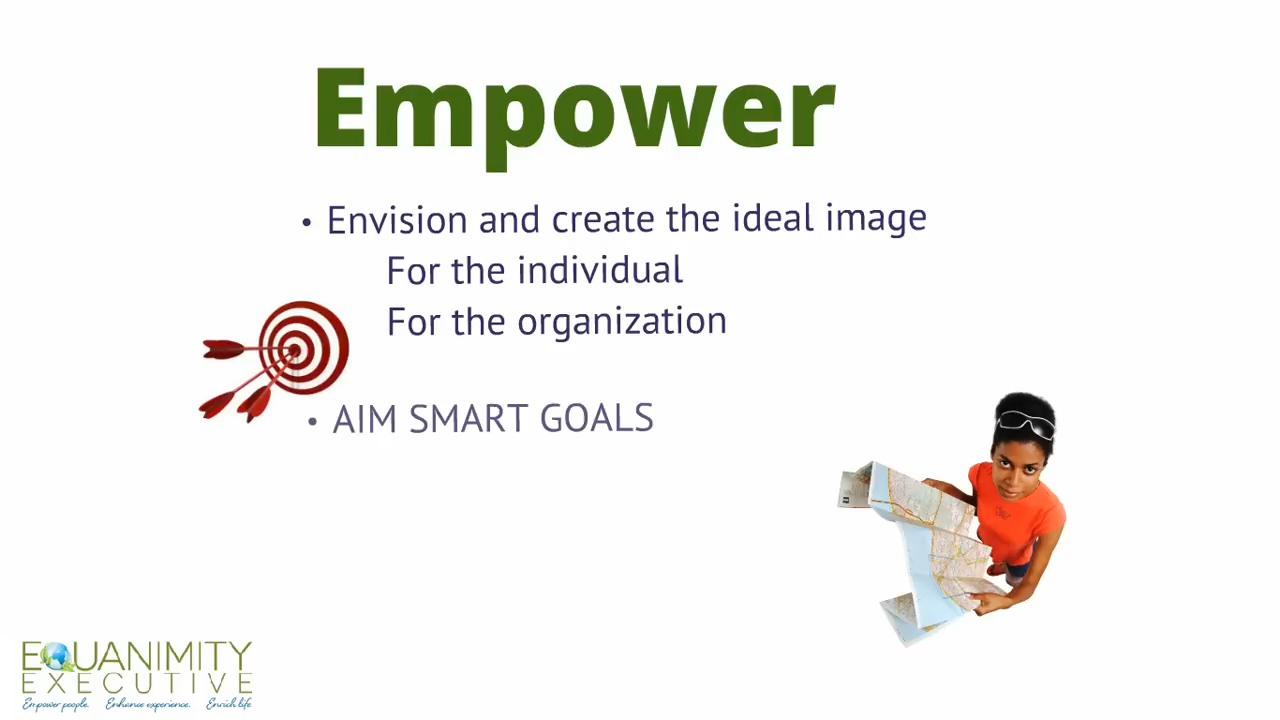 Empower
• Envision and create the ideal image
For the individual
For the organization
• AIM SMART GOALS
EQUANIMITY
EXECUTIVE
Empower people. Enhance experience. Enrich life.